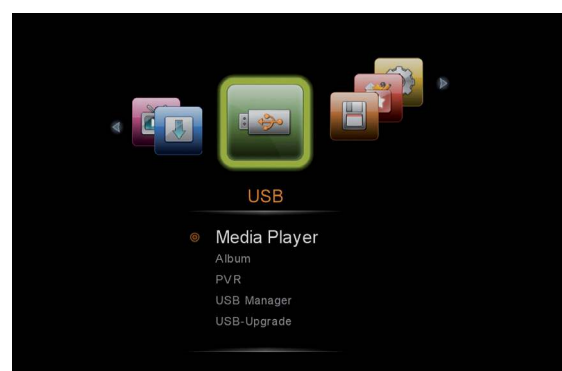 USB
Media Player
Album
PVR
USB Manager
USB-Upgrade